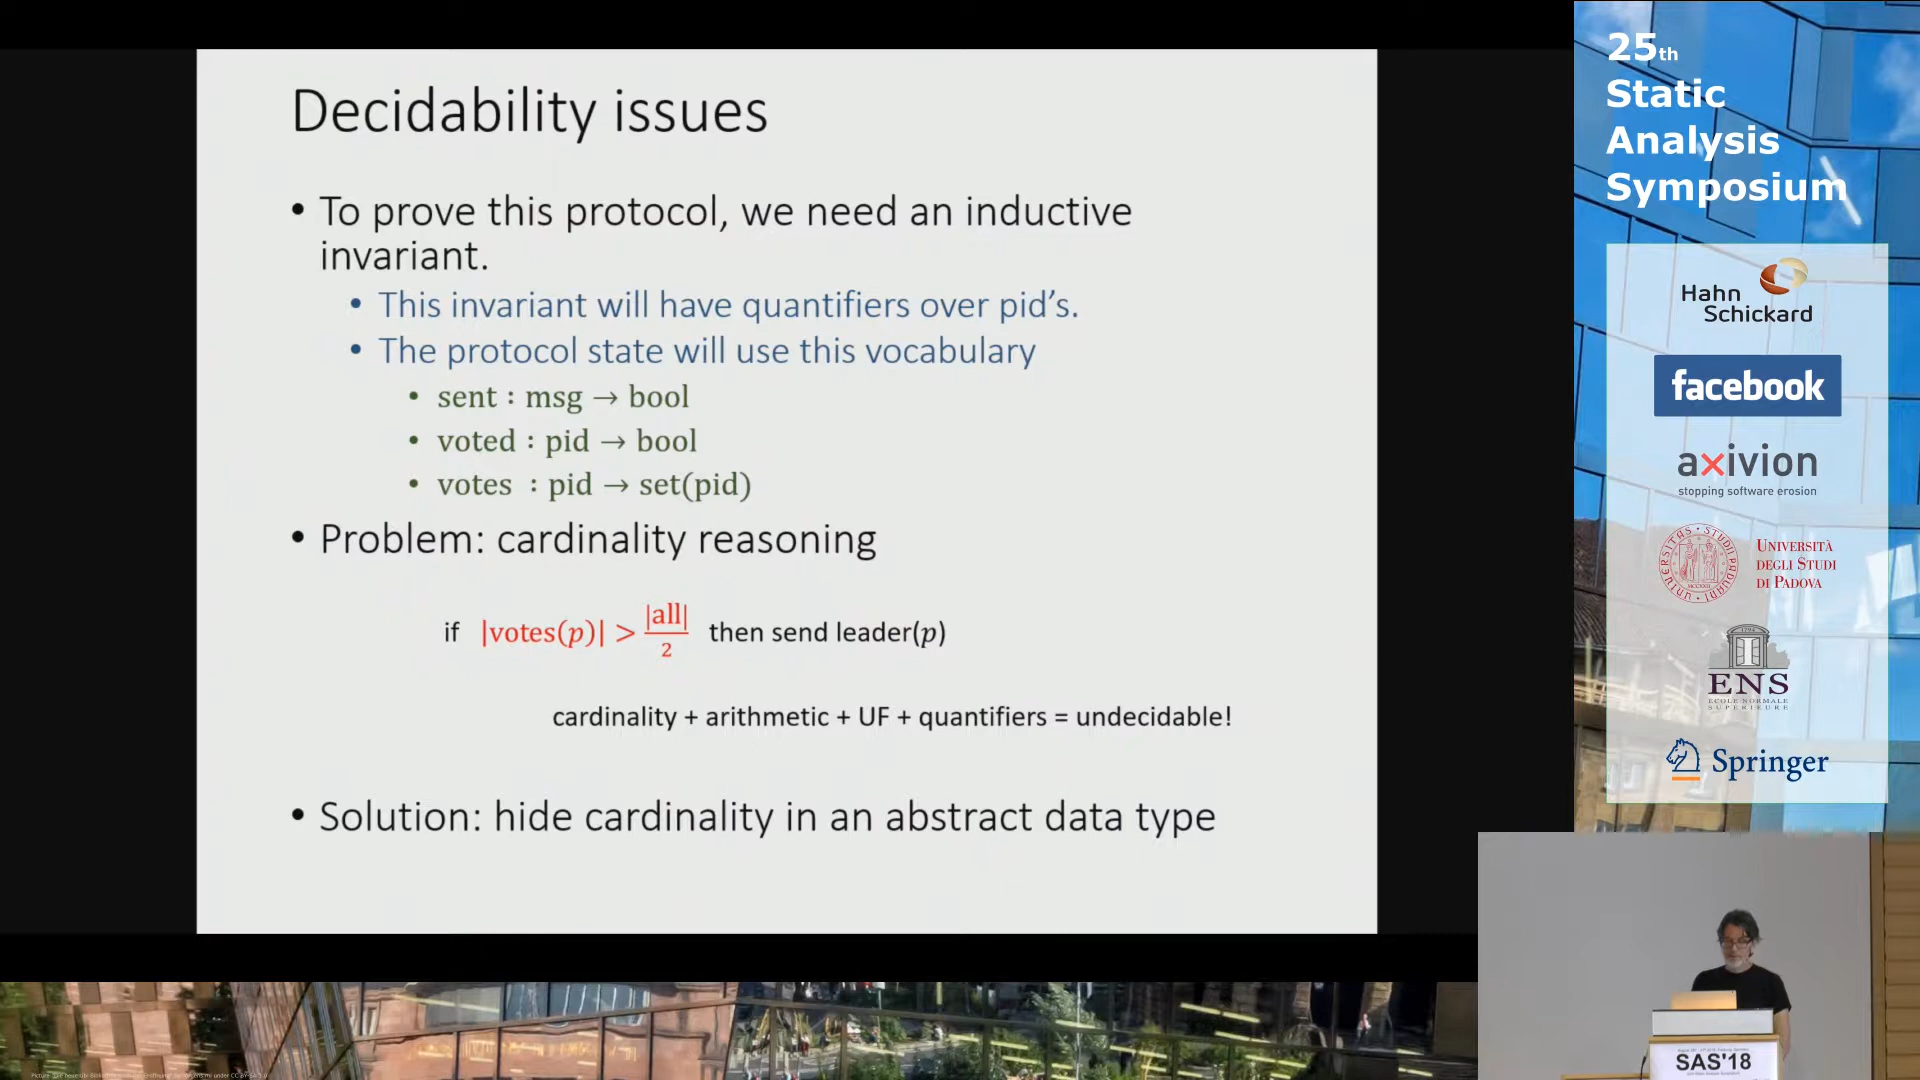 Decidability issues
• To prove this protocol, we need an inductive
invariant.
• This invariant will have quantifiers over pid’s.
• The protocol state will use this vocabulary
• sent : msg → bool
• voted : pid → bool
• votes : pid → set(pid)
• Problem: cardinality reasoning
if |votes(p)| > |all|/2 then send leader(p)
cardinality + arithmetic + UF + quantifiers = undecidable!
• Solution: hide cardinality in an abstract data type
25th
Static
Analysis
Symposium
Hahn
Schickard
facebook
axivion
stopping software erosion
UNIVERSITÀ
DEGLI STUDI
DI PADOVA
ENS
ECOLE NORMALE
SUPERIEURE
Springer
SAS'18